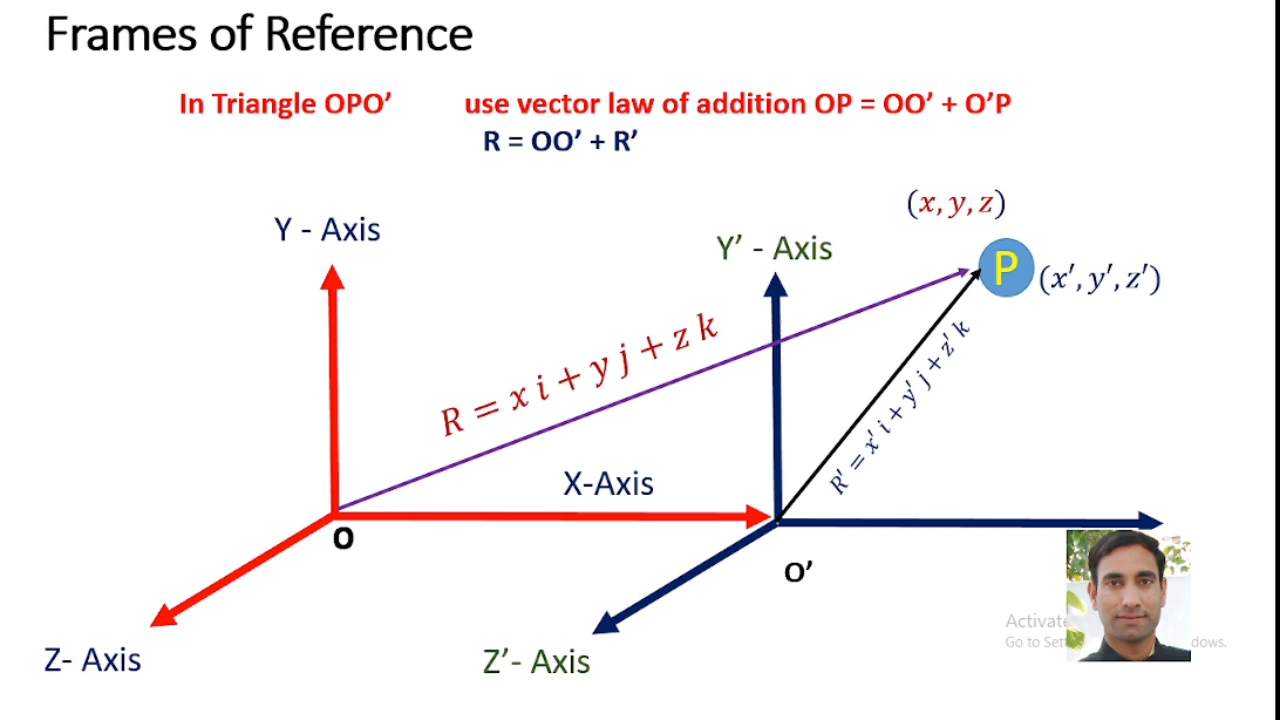 Frames of Reference
In Triangle OPO’ use vector law of addition OP = OO’ + O’P
R = OO’ + R’
(x, y, z)
Y - Axis
Y’ - Axis
P (x′, y′, z′)
R = x i + y j + z k
R′ = x′ i + y′ j + z′ k
X-Axis
O
O’
Z- Axis
Z’- Axis
Activate
Go to Set dows.